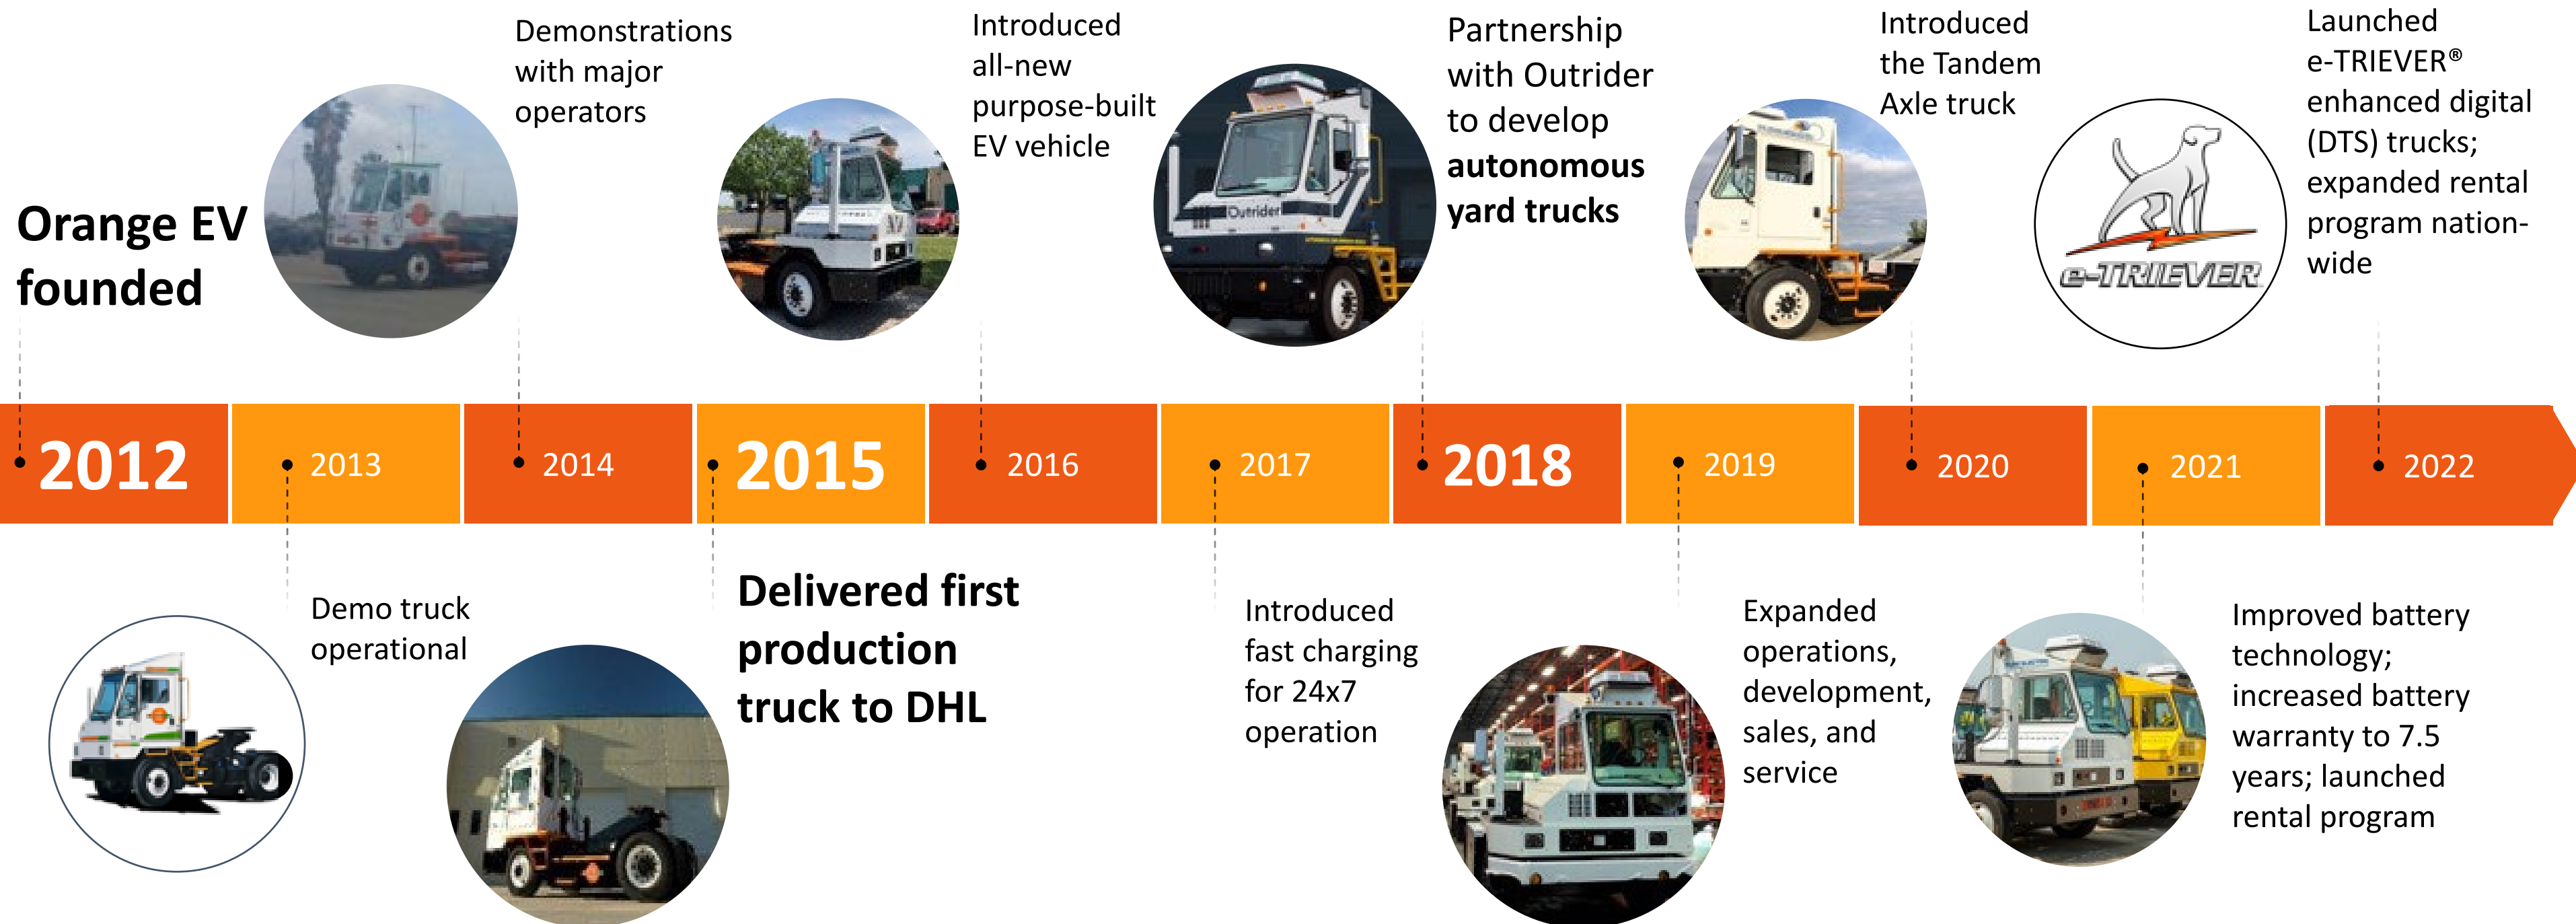 Orange EV
founded
Demonstrations
with major
operators
Introduced
all-new
purpose-built
EV vehicle
Outrider
Partnership
with Outrider
to develop
autonomous
yard trucks
Introduced
the Tandem
Axle truck
e-TRIEVER
Launched
e-TRIEVER®
enhanced digital
(DTS) trucks;
expanded rental
program nation-
wide
2012
2013
2014
2015
2016
2017
2018
2019
2020
2021
2022
Demo truck
operational
Delivered first
production
truck to DHL
Introduced
fast charging
for 24x7
operation
Expanded
operations,
development,
sales, and
service
Improved battery
technology;
increased battery
warranty to 7.5
years; launched
rental program